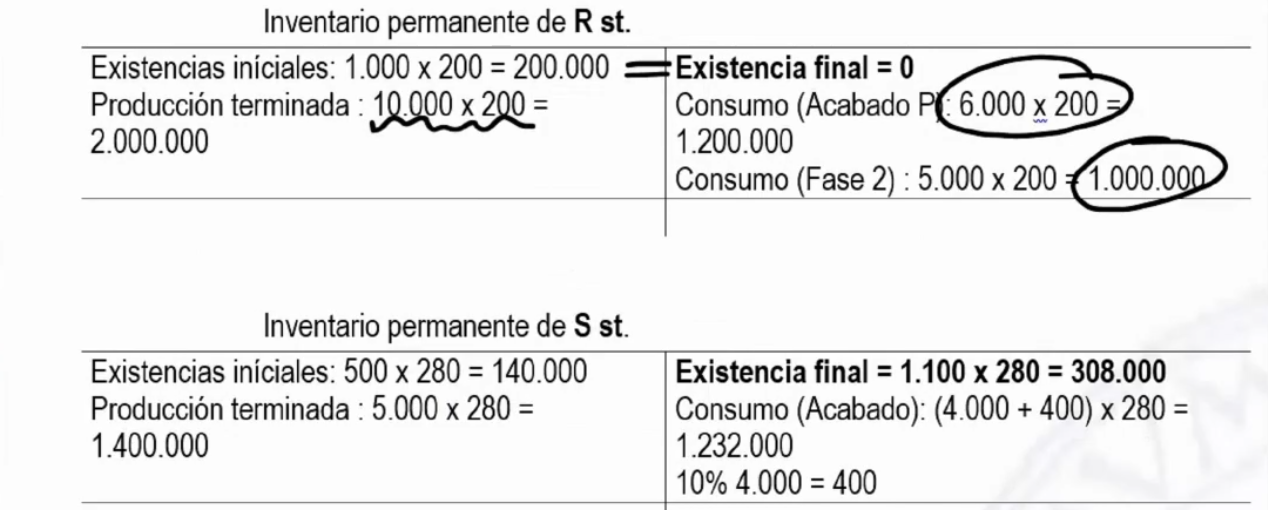 Inventario permanente de R st.
Existencias iníciales: 1.000 x 200 = 200.000
Producción terminada : 10.000 x 200 =
2.000.000
Existencia final = 0
Consumo (Acabado P): 6.000 x 200 =
1.200.000
Consumo (Fase 2) : 5.000 x 200 = 1.000.000
Inventario permanente de S st.
Existencias iníciales: 500 x 280 = 140.000
Producción terminada : 5.000 x 280 =
1.400.000
Existencia final = 1.100 x 280 = 308.000
Consumo (Acabado): (4.000 + 400) x 280 =
1.232.000
10% 4.000 = 400